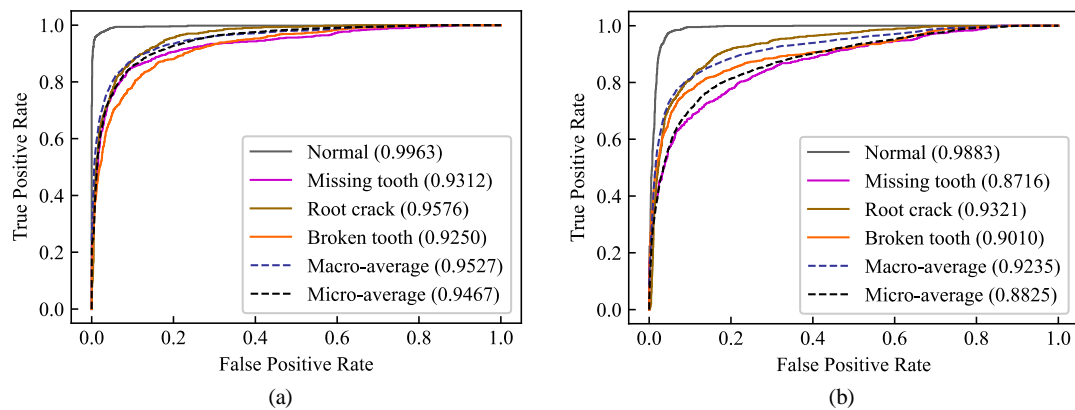 1.0
0.8
0.6
0.4
0.2
0.0
True Positive Rate
Normal (0.9963)
Missing tooth (0.9312)
Root crack (0.9576)
Broken tooth (0.9250)
Macro-average (0.9527)
Micro-average (0.9467)
0.0 0.2 0.4 0.6 0.8 1.0
False Positive Rate
(a)
1.0
0.8
0.6
0.4
0.2
0.0
True Positive Rate
Normal (0.9883)
Missing tooth (0.8716)
Root crack (0.9321)
Broken tooth (0.9010)
Macro-average (0.9235)
Micro-average (0.8825)
0.0 0.2 0.4 0.6 0.8 1.0
False Positive Rate
(b)